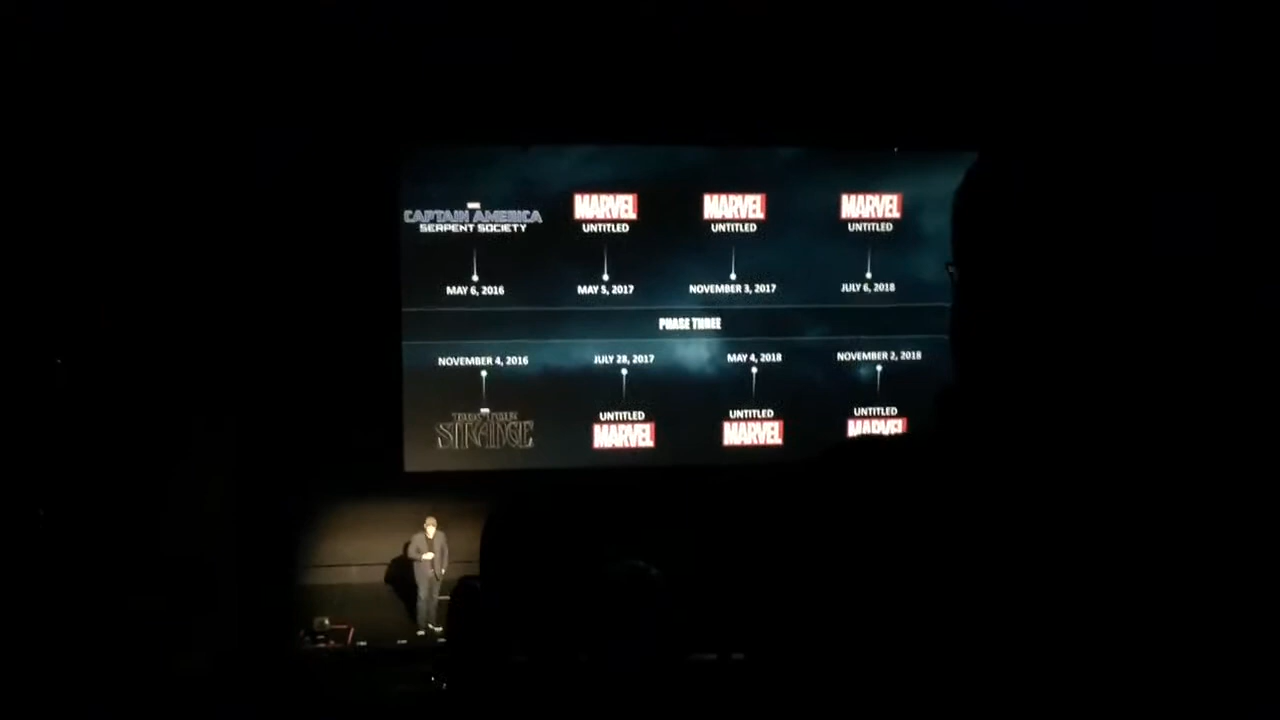 CAPTAIN AMERICA
SERPENT SOCIETY
MAY 6, 2016
MARVEL
UNTITLED
MAY 5, 2017
MARVEL
UNTITLED
NOVEMBER 3, 2017
MARVEL
UNTITLED
JULY 6, 2018
PHASE THREE
NOVEMBER 4, 2016
DOCTOR
STRANGE
JULY 28, 2017
UNTITLED
MARVEL
MAY 4, 2018
UNTITLED
MARVEL
NOVEMBER 2, 2018
UNTITLED
MARVEL